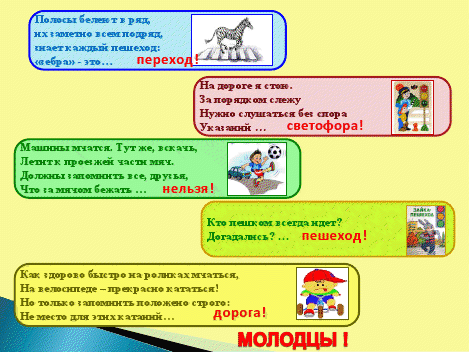 Полосы белеют в ряд,
их заметно всем подряд,
знает каждый пешеход:
«зебра» - это… переход!
На дороге я стою.
За порядком слежу
Нужно слушаться без спора
Указаний … светофора!
Машины мчатся. Тут же, вскачь,
Летит к проезжей части мяч.
Должны запомнить все, друзья,
Что за мячом бежать … нельзя!
Кто пешком всегда идет?
Догадались? … пешеход!
ЗАЙКА
ПЕШЕХОД
Как здорово быстро на роликах мчаться,
На велосипеде – прекрасно кататься!
Но только запомнить положено строго:
Не место для этих катаний… дорога!
МОЛОДЦЫ !